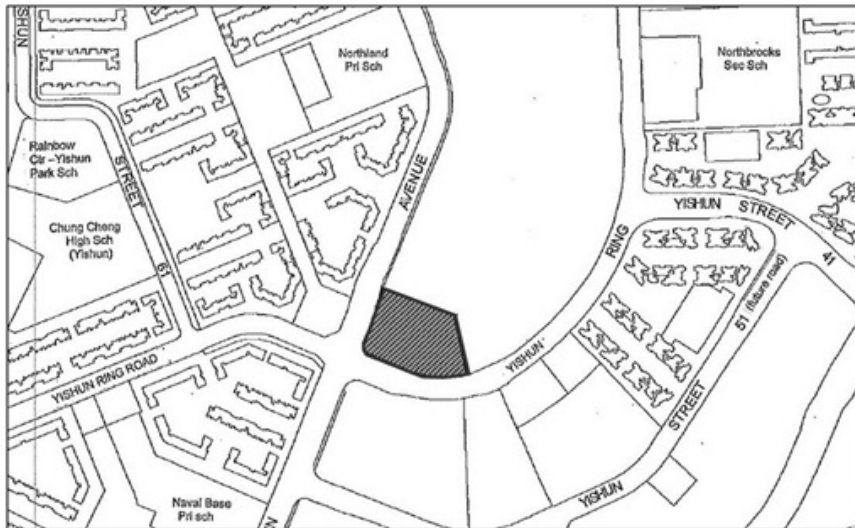 SHUN
STREET
61
Northland
Pri Sch
Northbrooks
Sec Sch
Rainbow
Ctr -Yishun
Park Sch
Chung Cheng
High Sch
(Yishun)
AVENUE
YISHUN
STREET
41
RING
YISHUN
YISHUN RING ROAD
51 (future road)
STREET
YISHUN
Naval Base
Pri sch